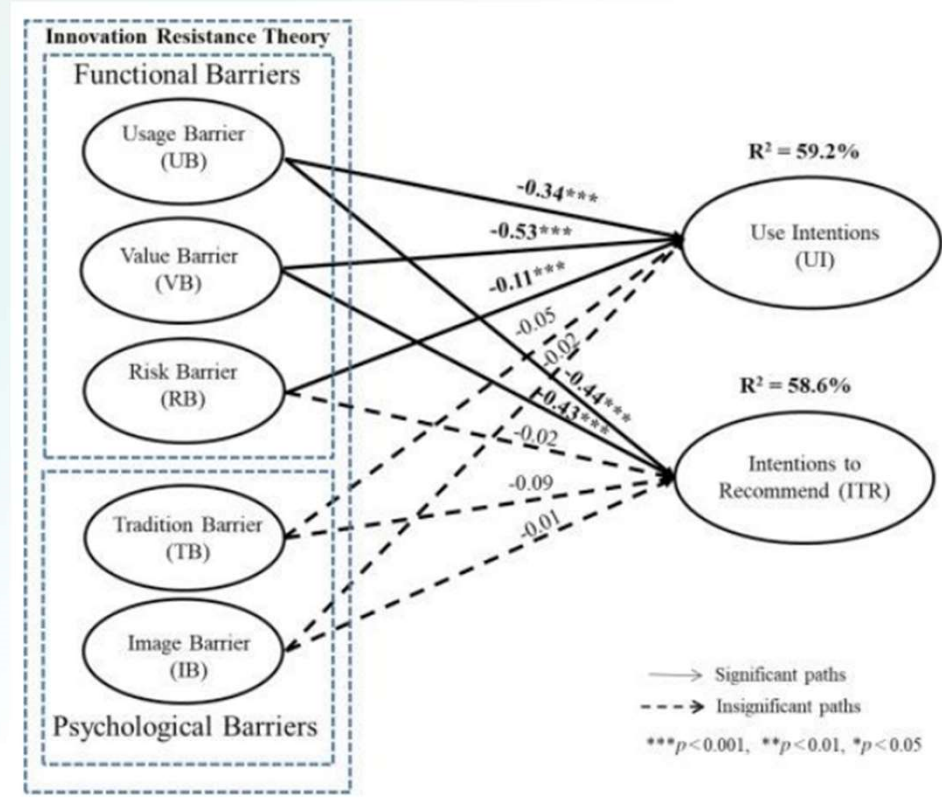 Innovation Resistance Theory
Functional Barriers
Usage Barrier
(UB)
Value Barrier
(VB)
Risk Barrier
(RB)
Tradition Barrier
(TB)
Image Barrier
(IB)
Psychological Barriers
-0.34***
-0.53***
-0.11***
-0.05
-0.02
-0.44***
-0.43***
-0.02
-0.09
-0.01
R² = 59.2%
Use Intentions
(UI)
R² = 58.6%
Intentions to
Recommend (ITR)
Significant paths
Insignificant paths
***p<0.001, **p<0.01, *p<0.05